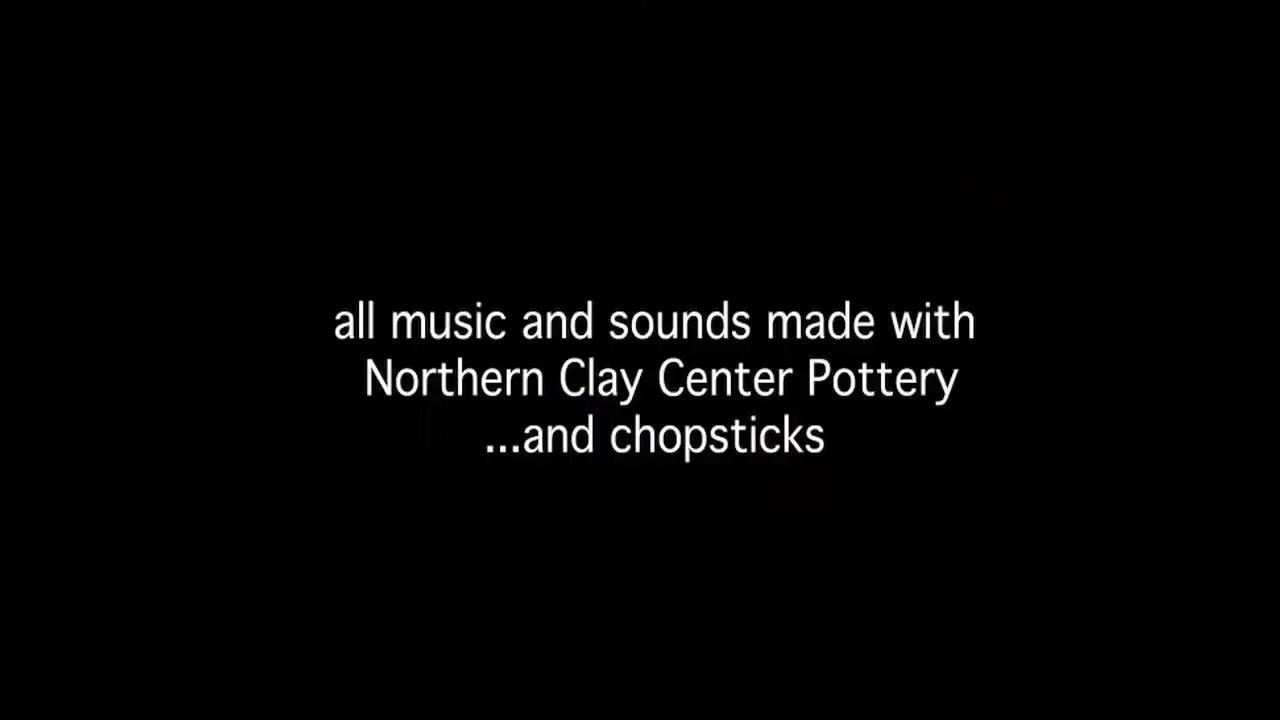 all music and sounds made with
Northern Clay Center Pottery
...and chopsticks